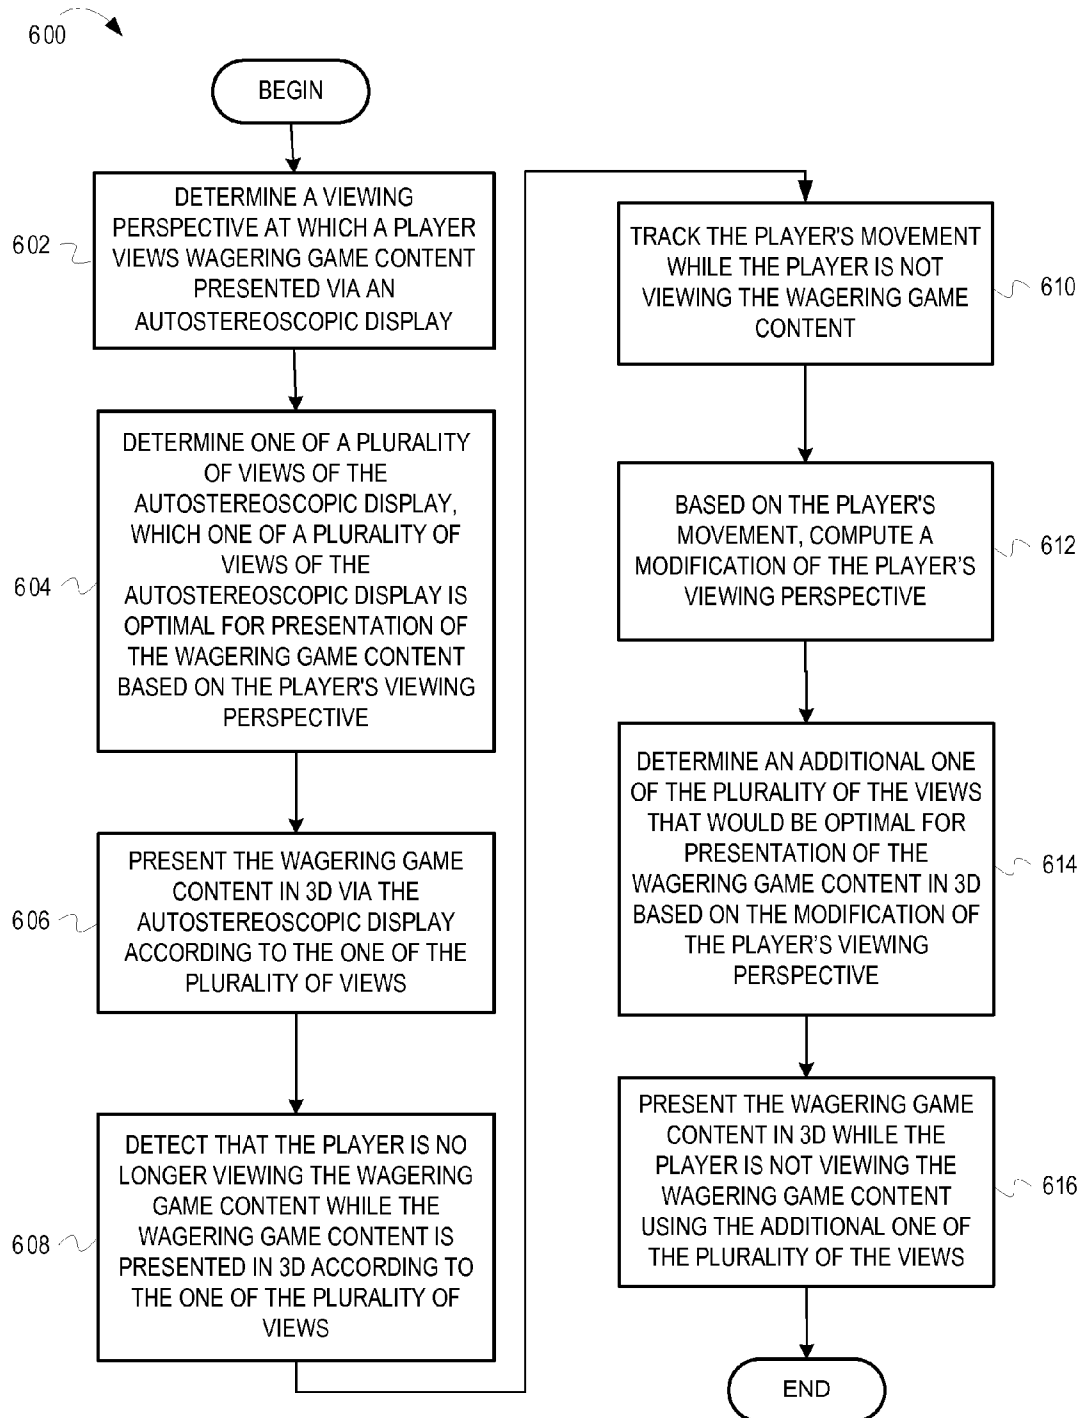 600
BEGIN
602
DETERMINE A VIEWING
PERSPECTIVE AT WHICH A PLAYER
VIEWS WAGERING GAME CONTENT
PRESENTED VIA AN
AUTOSTEREOSCOPIC DISPLAY
604
DETERMINE ONE OF A PLURALITY
OF VIEWS OF THE
AUTOSTEREOSCOPIC DISPLAY,
WHICH ONE OF A PLURALITY OF
VIEWS OF THE
AUTOSTEREOSCOPIC DISPLAY IS
OPTIMAL FOR PRESENTATION OF
THE WAGERING GAME CONTENT
BASED ON THE PLAYER'S VIEWING
PERSPECTIVE
606
PRESENT THE WAGERING GAME
CONTENT IN 3D VIA THE
AUTOSTEREOSCOPIC DISPLAY
ACCORDING TO THE ONE OF THE
PLURALITY OF VIEWS
608
DETECT THAT THE PLAYER IS NO
LONGER VIEWING THE WAGERING
GAME CONTENT WHILE THE
WAGERING GAME CONTENT IS
PRESENTED IN 3D ACCORDING TO
THE ONE OF THE PLURALITY OF
VIEWS
TRACK THE PLAYER'S MOVEMENT
WHILE THE PLAYER IS NOT
VIEWING THE WAGERING GAME
CONTENT
610
BASED ON THE PLAYER'S
MOVEMENT, COMPUTE A
MODIFICATION OF THE PLAYER'S
VIEWING PERSPECTIVE
612
DETERMINE AN ADDITIONAL ONE
OF THE PLURALITY OF THE VIEWS
THAT WOULD BE OPTIMAL FOR
PRESENTATION OF THE
WAGERING GAME CONTENT IN 3D
BASED ON THE MODIFICATION OF
THE PLAYER'S VIEWING
PERSPECTIVE
614
PRESENT THE WAGERING GAME
CONTENT IN 3D WHILE THE
PLAYER IS NOT VIEWING THE
WAGERING GAME CONTENT
USING THE ADDITIONAL ONE OF
THE PLURALITY OF THE VIEWS
616
END